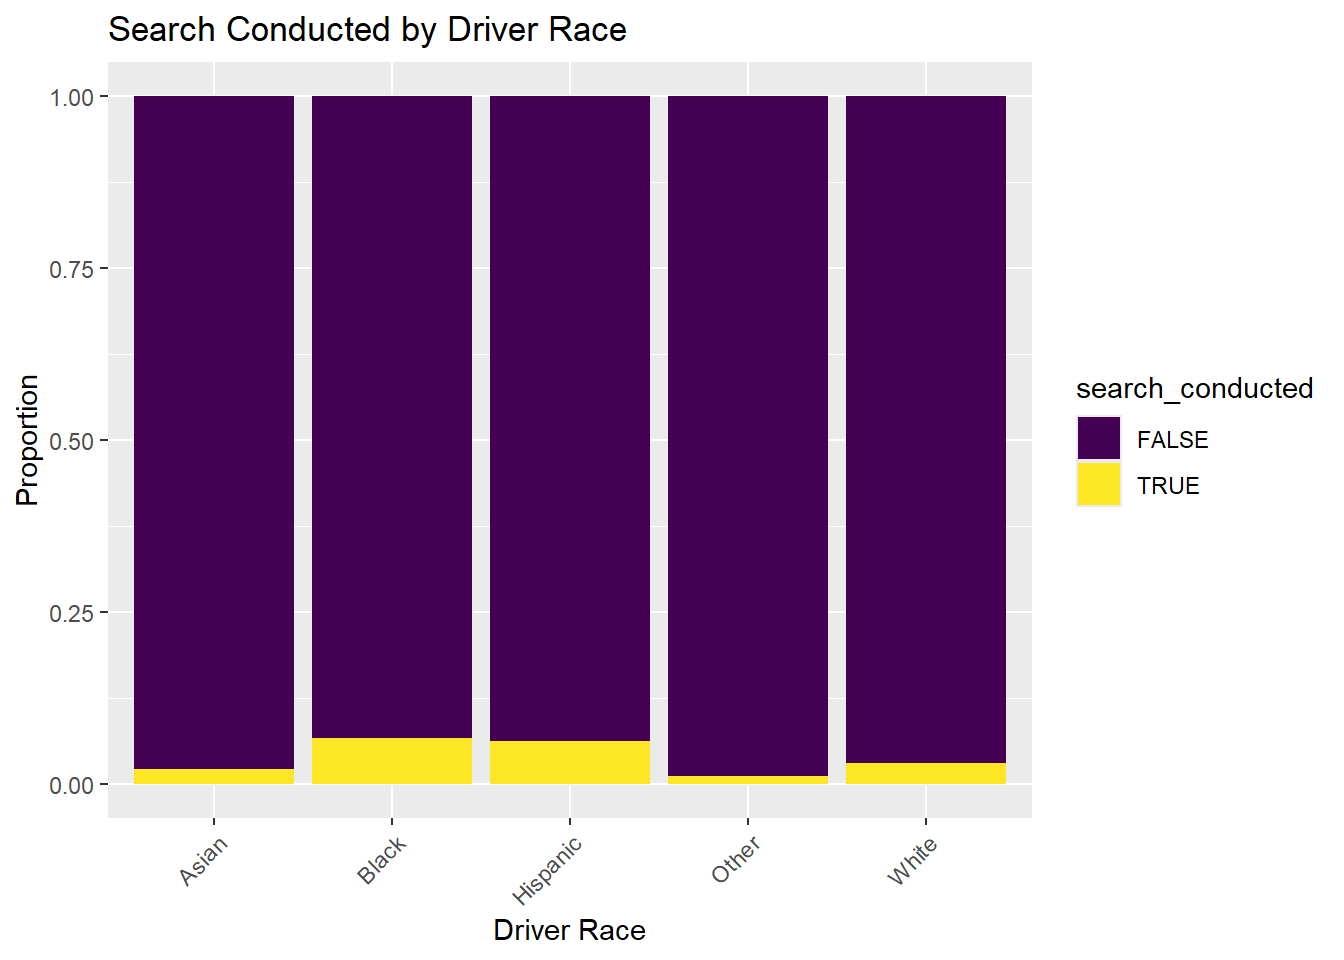 Search Conducted by Driver Race
1.00
0.75
0.50
0.25
0.00
Proportion
Asian
Black
Hispanic
Other
White
Driver Race
search_conducted
FALSE
TRUE